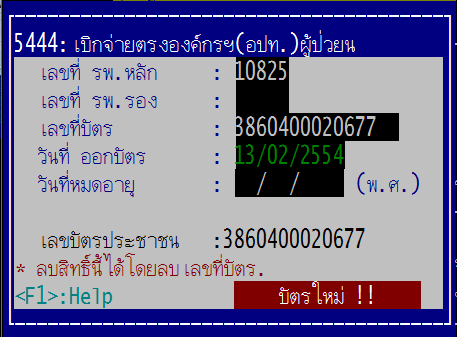 5444: เบิกจ่ายตรงองค์กรฯ(อปท.)ผู้ป่วยน
เลขที่ รพ.หลัก : 10825
เลขที่ รพ.รอง :
เลขที่บัตร : 3860400020677
วันที่ ออกบัตร : 13/02/2554
วันที่หมดอายุ : / / (พ.ศ.)
เลขบัตรประชาชน :3860400020677
* ลบสิทธิ์นี้ได้โดยลบ เลขที่บัตร.
<F1>:Help บัตรใหม่ !!